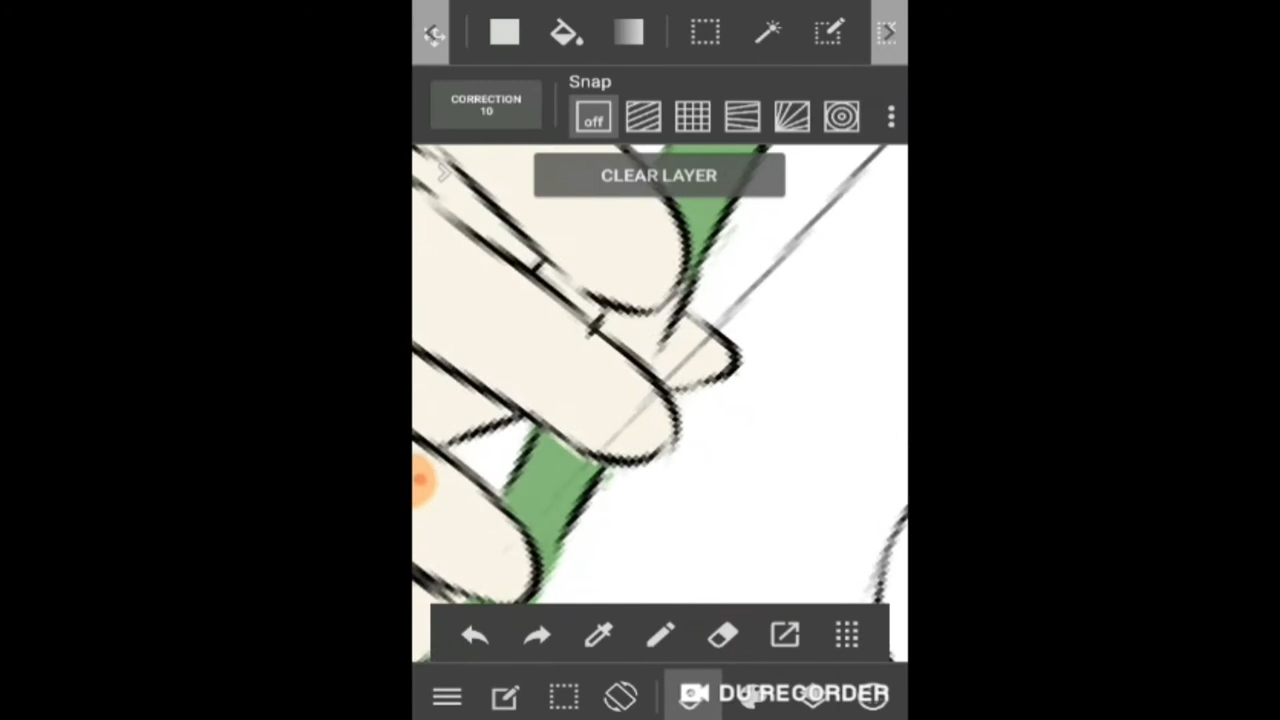 Snap
CORRECTION
10
off
CLEAR LAYER
DU RECORDER